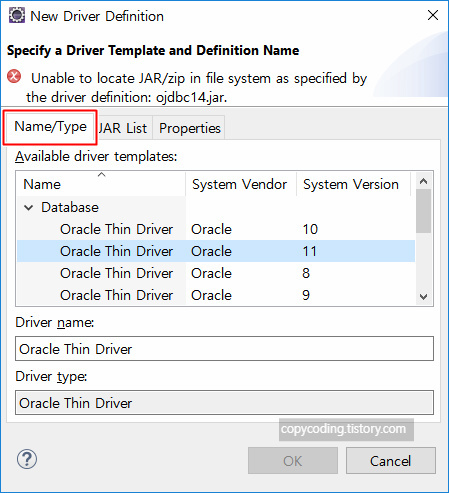 New Driver Definition
Specify a Driver Template and Definition Name
Unable to locate JAR/zip in file system as specified by
the driver definition: ojdbc14.jar.
Name/Type JAR List Properties
Available driver templates:
Name System Vendor System Version
Database
Oracle Thin Driver Oracle 10
Oracle Thin Driver Oracle 11
Oracle Thin Driver Oracle 8
Oracle Thin Driver Oracle 9
Driver name:
Oracle Thin Driver
Driver type:
Oracle Thin Driver
copycoding.tistory.com
? OK Cancel